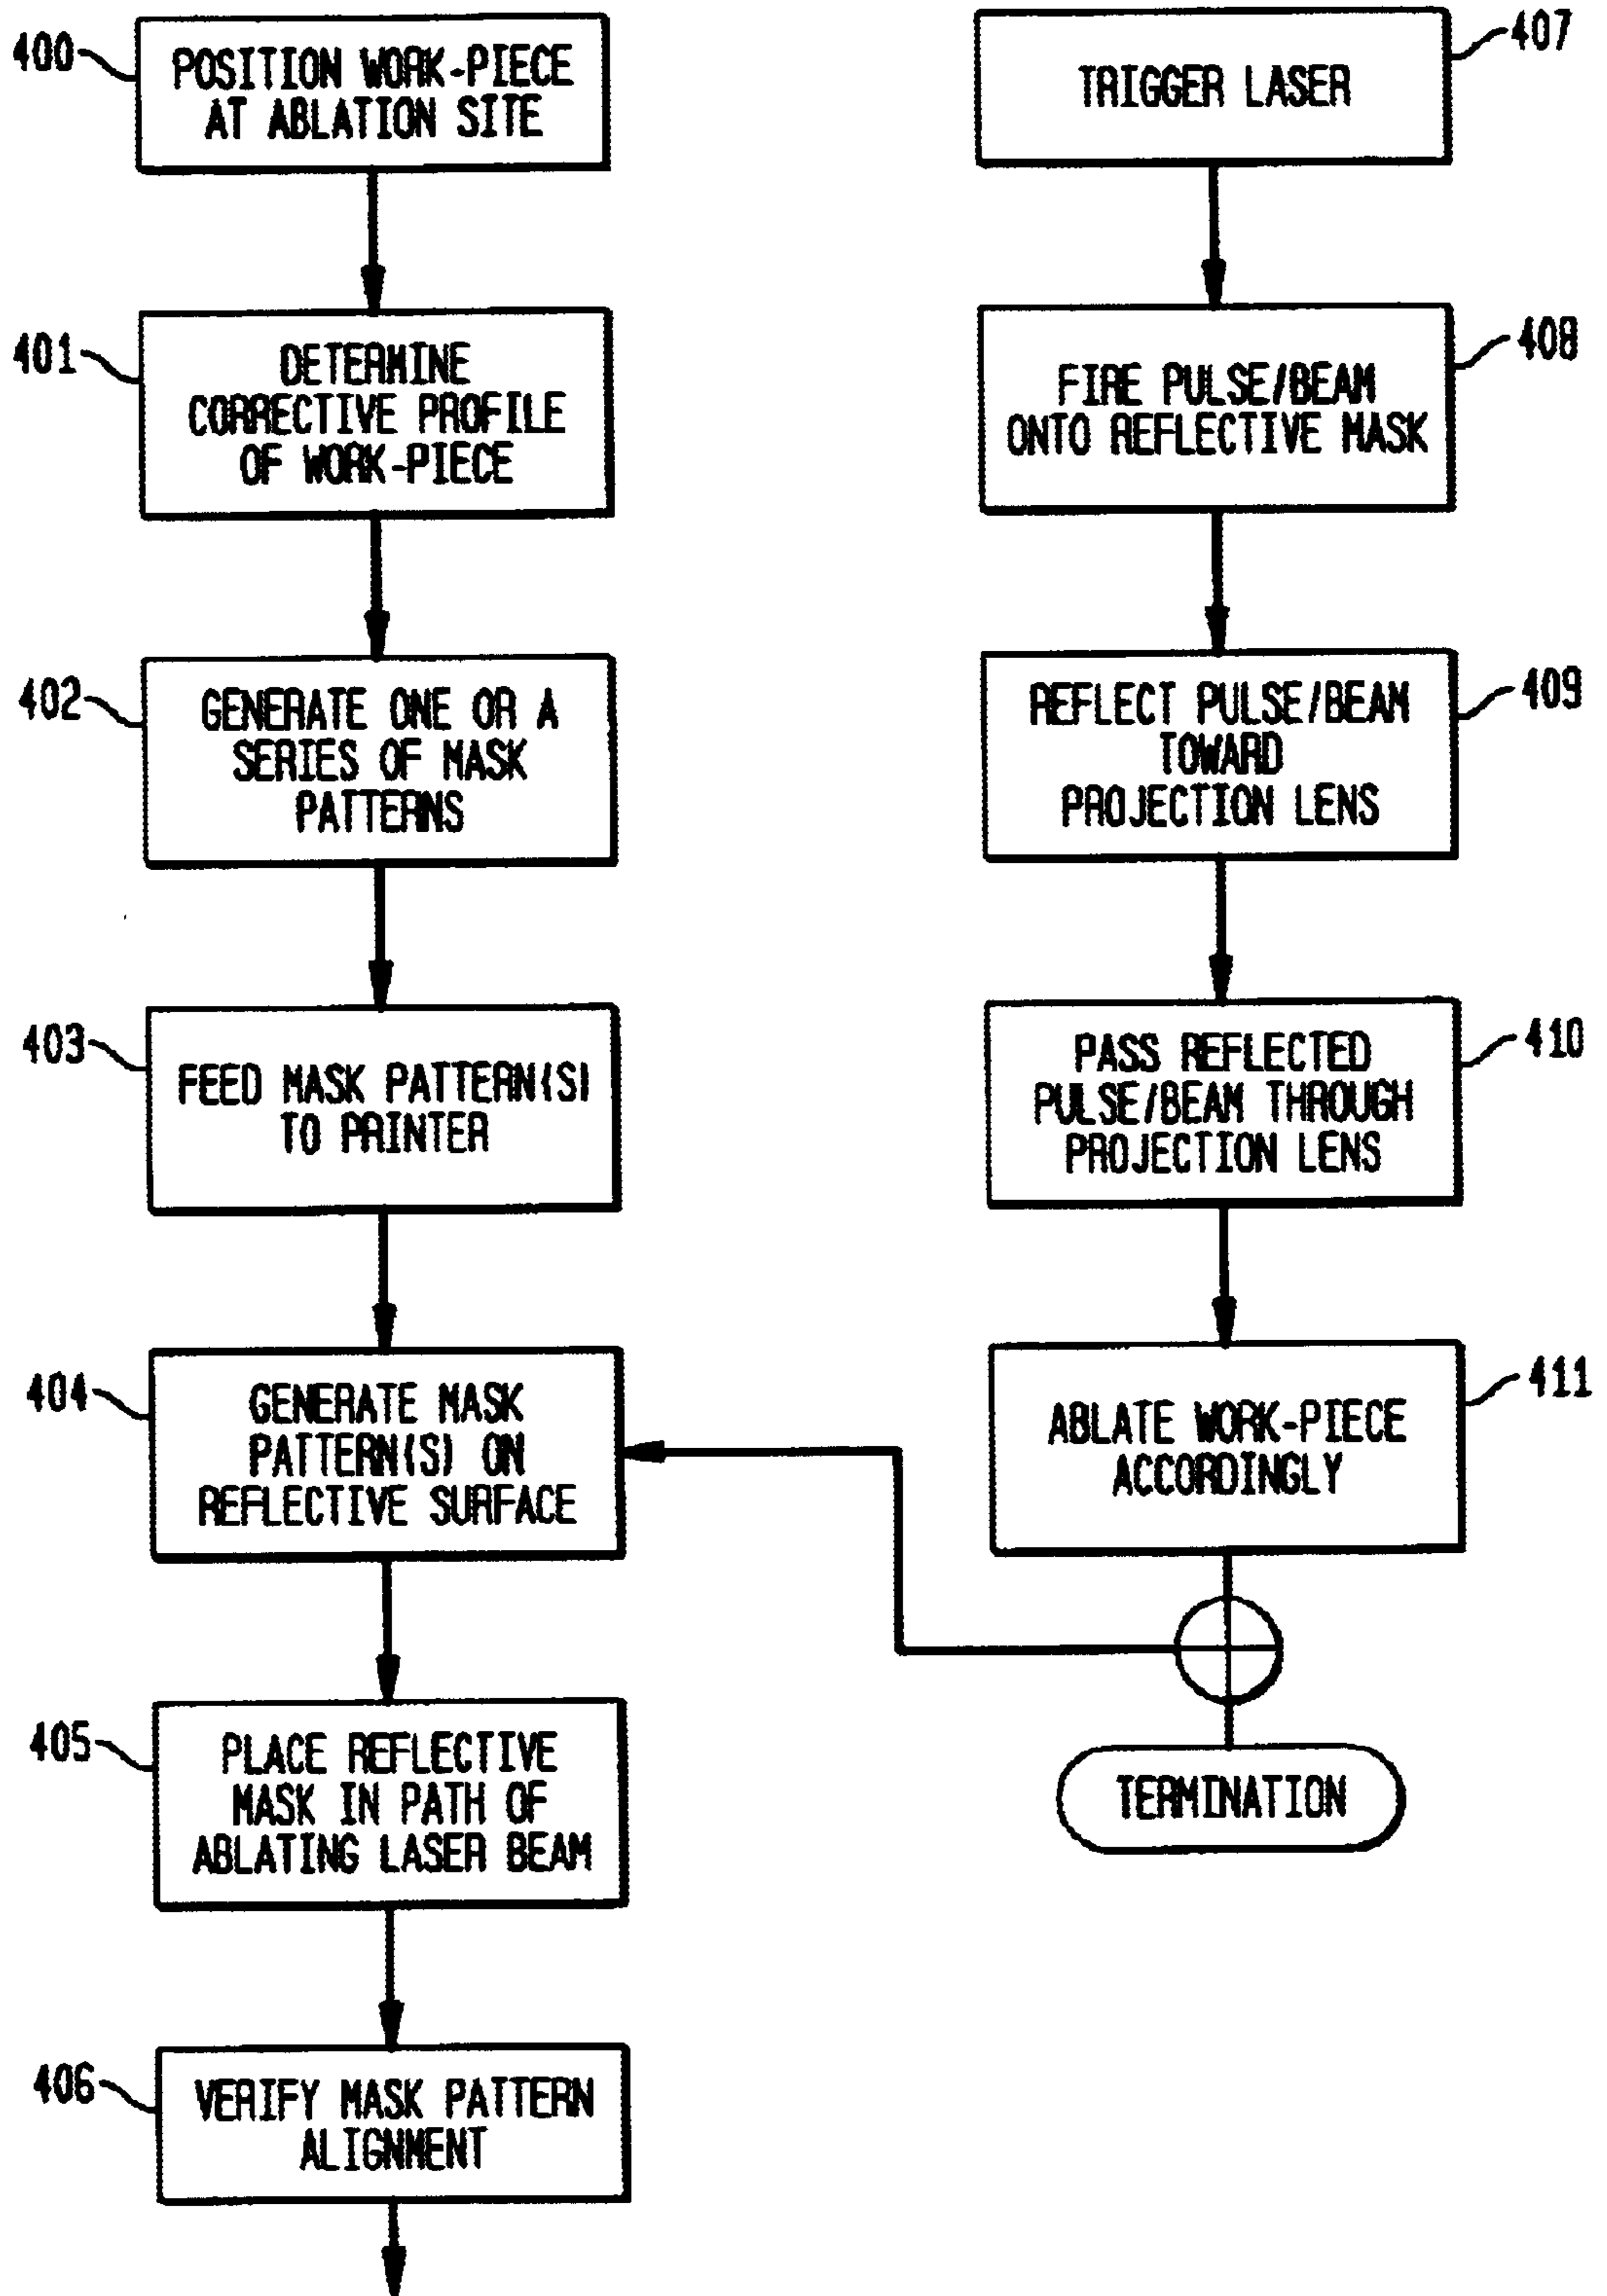 400
POSITION WORK-PIECE
AT ABLATION SITE
401
DETERMINE
CORRECTIVE PROFILE
OF WORK-PIECE
402
GENERATE ONE OR A
SERIES OF MASK
PATTERNS
403
FEED MASK PATTERN(S)
TO PRINTER
404
GENERATE MASK
PATTERN(S) ON
REFLECTIVE SURFACE
405
PLACE REFLECTIVE
MASK IN PATH OF
ABLATING LASER BEAM
406
VERIFY MASK PATTERN
ALIGNMENT
407
TRIGGER LASER
408
FIRE PULSE/BEAM
ONTO REFLECTIVE MASK
409
REFLECT PULSE/BEAM
TOWARD
PROJECTION LENS
410
PASS REFLECTED
PULSE/BEAM THROUGH
PROJECTION LENS
411
ABLATE WORK-PIECE
ACCORDINGLY
TERMINATION